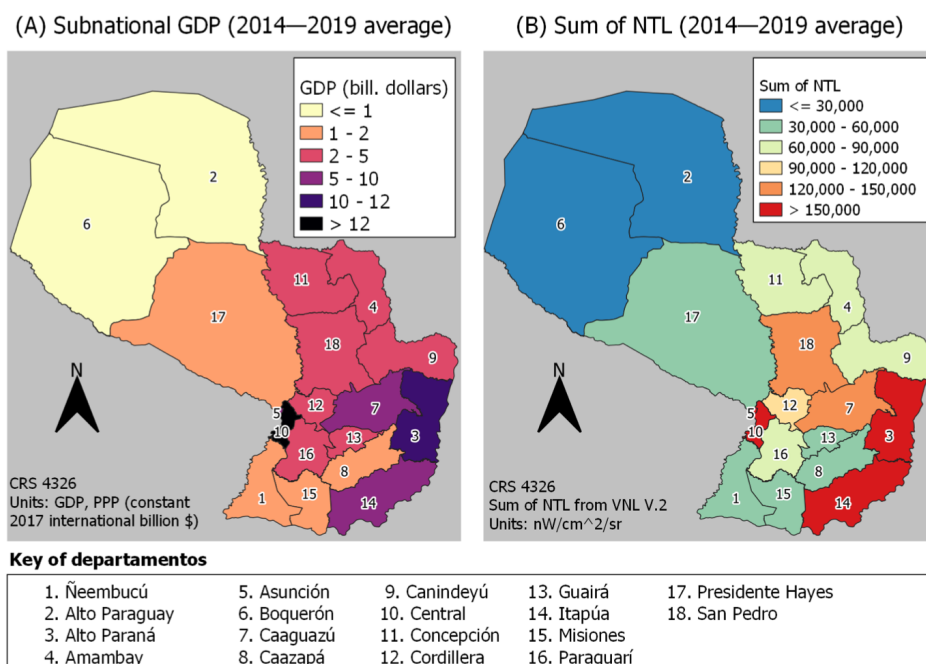 (A) Subnational GDP (2014—2019 average)
GDP (bill. dollars)
<= 1
1 - 2
2 - 5
5 - 10
10 - 12
> 12
2
6
11
4
17
18
9
N
5
12
7
10
13
3
16
8
15
1
14
CRS 4326
Units: GDP, PPP (constant
2017 international billion $)
(B) Sum of NTL (2014—2019 average)
Sum of NTL
<= 30,000
30,000 - 60,000
60,000 - 90,000
90,000 - 120,000
120,000 - 150,000
> 150,000
2
6
11
4
17
18
9
N
5
12
7
10
13
3
16
8
15
1
14
CRS 4326
Sum of NTL from VNL V.2
Units: nW/cm^2/sr
Key of departamentos
1. Ñeembucú
2. Alto Paraguay
3. Alto Paraná
4. Amambay
5. Asunción
6. Boquerón
7. Caaguazú
8. Caazapá
9. Canindeyú
10. Central
11. Concepción
12. Cordillera
13. Guairá
14. Itapúa
15. Misiones
16. Paraguarí
17. Presidente Hayes
18. San Pedro